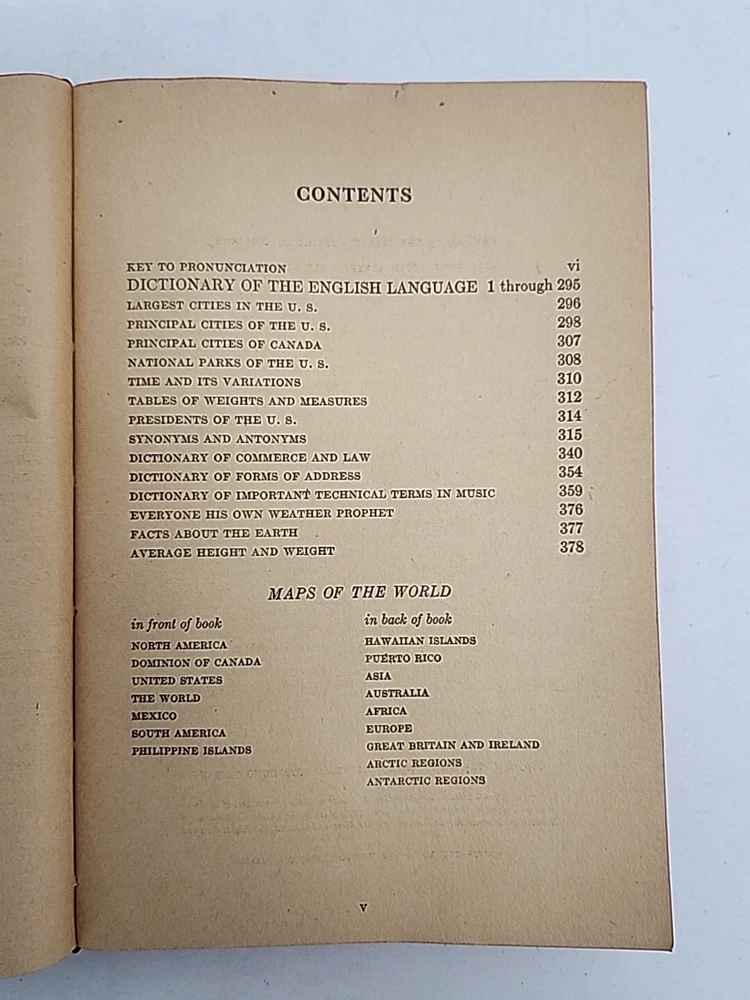 CONTENTS
KEY TO PRONUNCIATION vi
DICTIONARY OF THE ENGLISH LANGUAGE 1 through 295
LARGEST CITIES IN THE U. S. 296
PRINCIPAL CITIES OF THE U. S. 298
PRINCIPAL CITIES OF CANADA 307
NATIONAL PARKS OF THE U. S. 308
TIME AND ITS VARIATIONS 310
TABLES OF WEIGHTS AND MEASURES 312
PRESIDENTS OF THE U. S. 314
SYNONYMS AND ANTONYMS 315
DICTIONARY OF COMMERCE AND LAW 340
DICTIONARY OF FORMS OF ADDRESS 354
DICTIONARY OF IMPORTANT TECHNICAL TERMS IN MUSIC 359
EVERYONE HIS OWN WEATHER PROPHET 376
FACTS ABOUT THE EARTH 377
AVERAGE HEIGHT AND WEIGHT 378
MAPS OF THE WORLD
in front of book
NORTH AMERICA
DOMINION OF CANADA
UNITED STATES
THE WORLD
MEXICO
SOUTH AMERICA
PHILIPPINE ISLANDS
in back of book
HAWAIIAN ISLANDS
PUERTO RICO
ASIA
AUSTRALIA
AFRICA
EUROPE
GREAT BRITAIN AND IRELAND
ARCTIC REGIONS
ANTARCTIC REGIONS
v